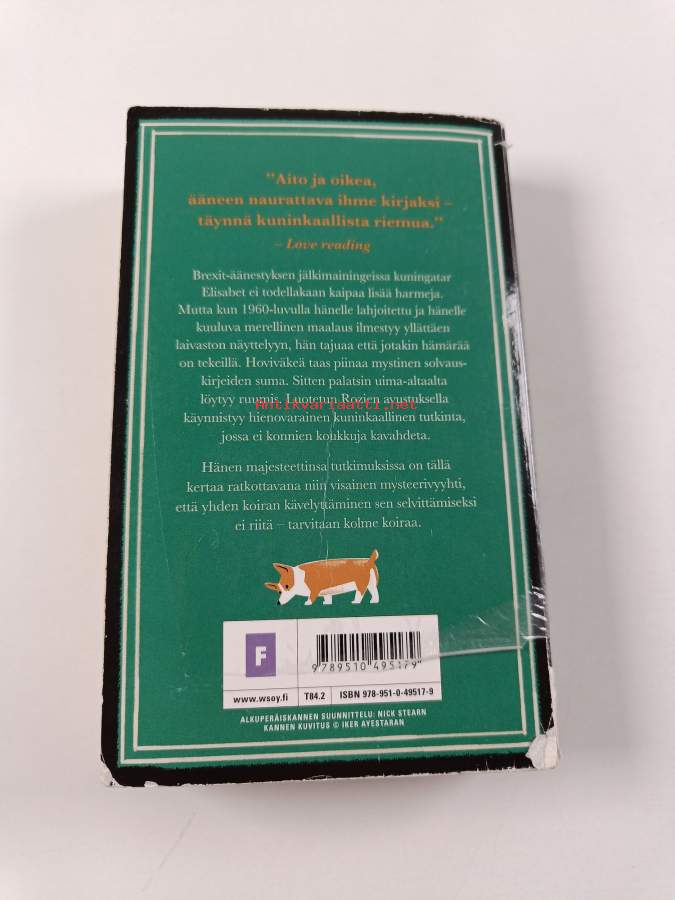 "Aito ja oikea,
ääneen naurattava ihme kirjaksi –
täynnä kuninkaallista riemua."
– Love reading
Brexit-äänestyksen jälkimainingeissa kuningatar
Elisabet ei todellakaan kaipaa lisää harmeja.
Mutta kun 1960-luvulla hänelle lahjoitettu ja hänelle
kuuluva merellinen maalaus ilmestyy yllättäen
laivaston näyttelyyn, hän tajuaa että jotakin hämärää
on tekeillä. Hoviväkeä taas piinaa mystinen solvaus-
kirjeiden suma. Sitten palatsin uima-altaalta
löytyy ruumis. Luotetun Rozien avustuksella
Antikvariaatti.net
käynnistyy hienovarainen kuninkaallinen tutkinta,
jossa ei konnien koukkuja kavahdeta.
Hänen majesteettinsa tutkimuksissa on tällä
kertaa ratkottavana niin visainen mysteerivyyhti,
että yhden koiran kävelyttäminen sen selvittämiseksi
ei riitä – tarvitaan kolme koiraa.
F
9789510495179
www.wsoy.fi T84.2 ISBN 978-951-0-49517-9
ALKUPERÄISKANNEN SUUNNITTELU: NICK STEARN
KANNEN KUVITUS © IKER AYESTARAN